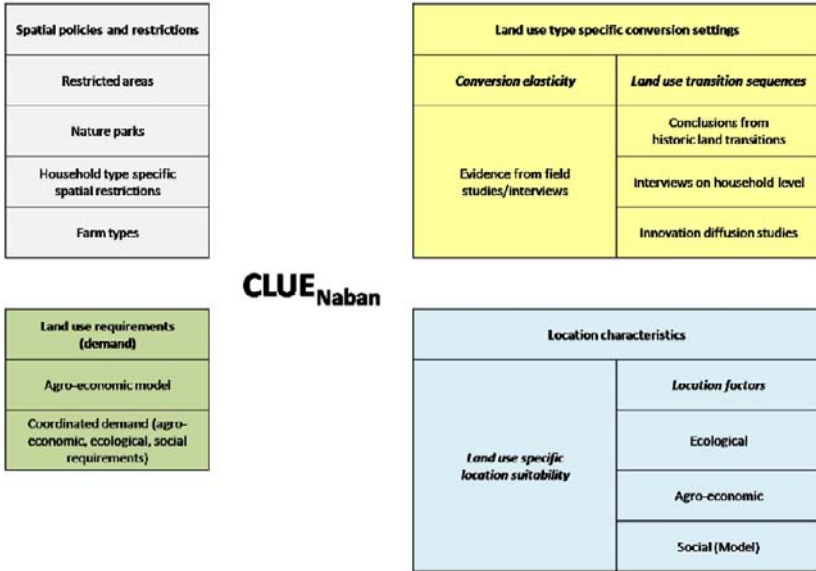 Spatial policies and restrictions
Restricted areas
Nature parks
Household type specific
spatial restrictions
Farm types
Land use type specific conversion settings
Conversion elasticity
Land use transition sequences
Evidence from field
studies/interviews
Conclusions from
historic land transitions
Interviews on household level
Innovation diffusion studies
CLUE Naban
Land use requirements
(demand)
Agro-economic model
Coordinated demand (agro-
economic, ecological, social
requirements)
Location characteristics
Land use specific
location suitability
Location factors
Ecological
Agro-economic
Social (Model)